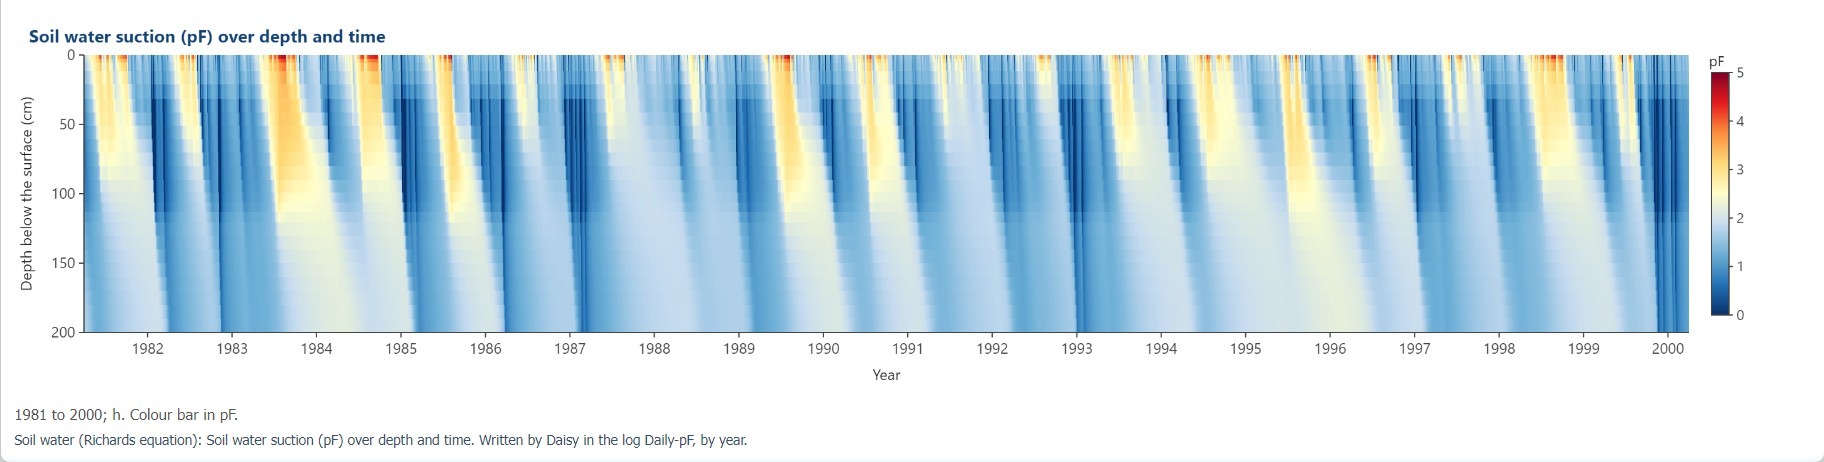 Soil water suction (pF) over depth and time
pF
0
50
100
150
200
Depth below the surface (cm)
5
4
3
2
1
0
1982 1983 1984 1985 1986 1987 1988 1989 1990 1991 1992 1993 1994 1995 1996 1997 1998 1999 2000
Year
1981 to 2000; h. Colour bar in pF.
Soil water (Richards equation): Soil water suction (pF) over depth and time. Written by Daisy in the log Daily-pF, by year.